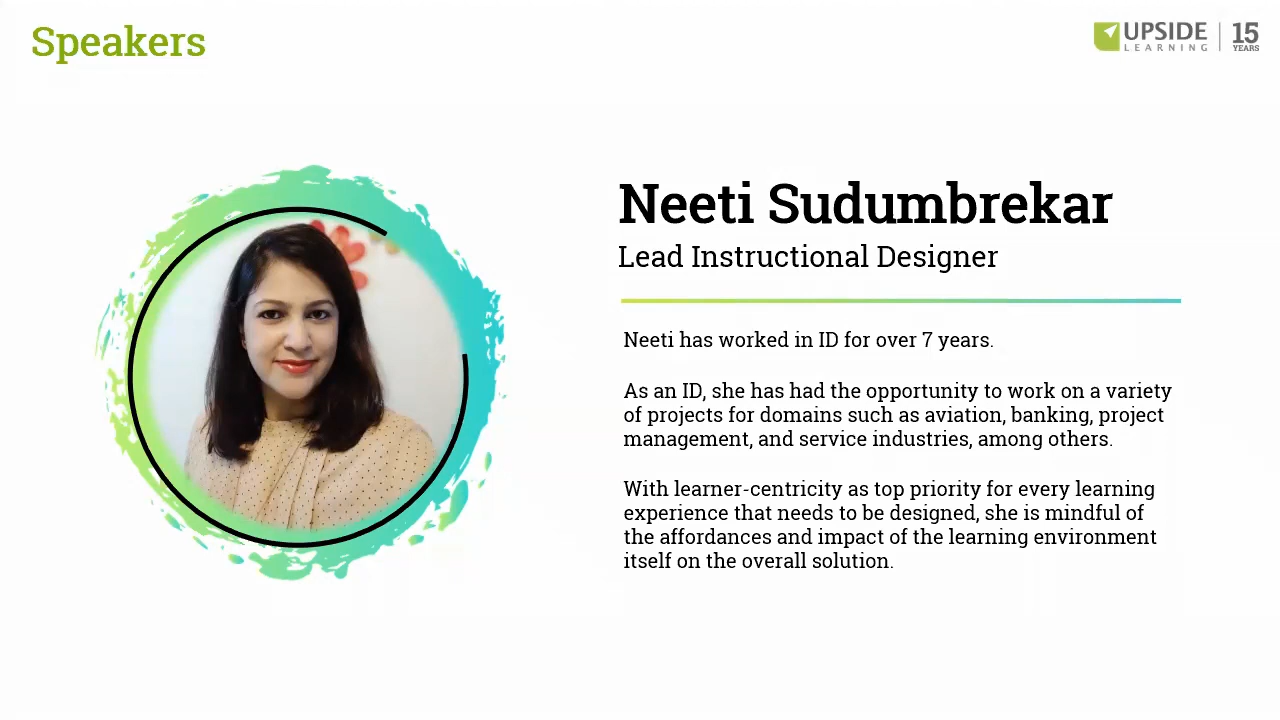 Speakers
UPSIDE
LEARNING
15
YEARS
Neeti Sudumbrekar
Lead Instructional Designer
Neeti has worked in ID for over 7 years.
As an ID, she has had the opportunity to work on a variety
of projects for domains such as aviation, banking, project
management, and service industries, among others.
With learner-centricity as top priority for every learning
experience that needs to be designed, she is mindful of
the affordances and impact of the learning environment
itself on the overall solution.